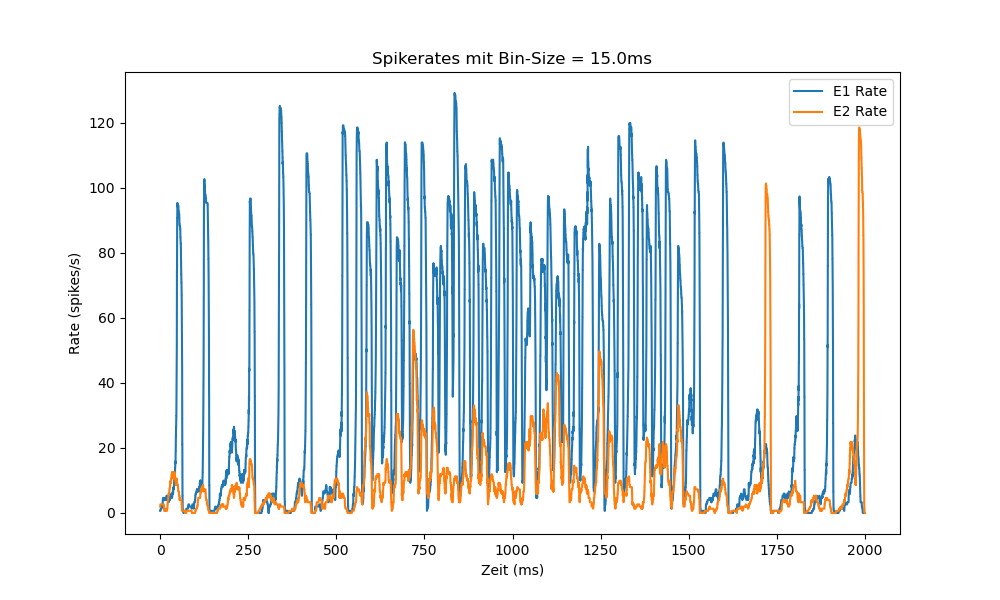 Spikerates mit Bin-Size = 15.0ms
E1 Rate
E2 Rate
Rate (spikes/s)
120
100
80
60
40
20
0
0 250 500 750 1000 1250 1500 1750 2000
Zeit (ms)